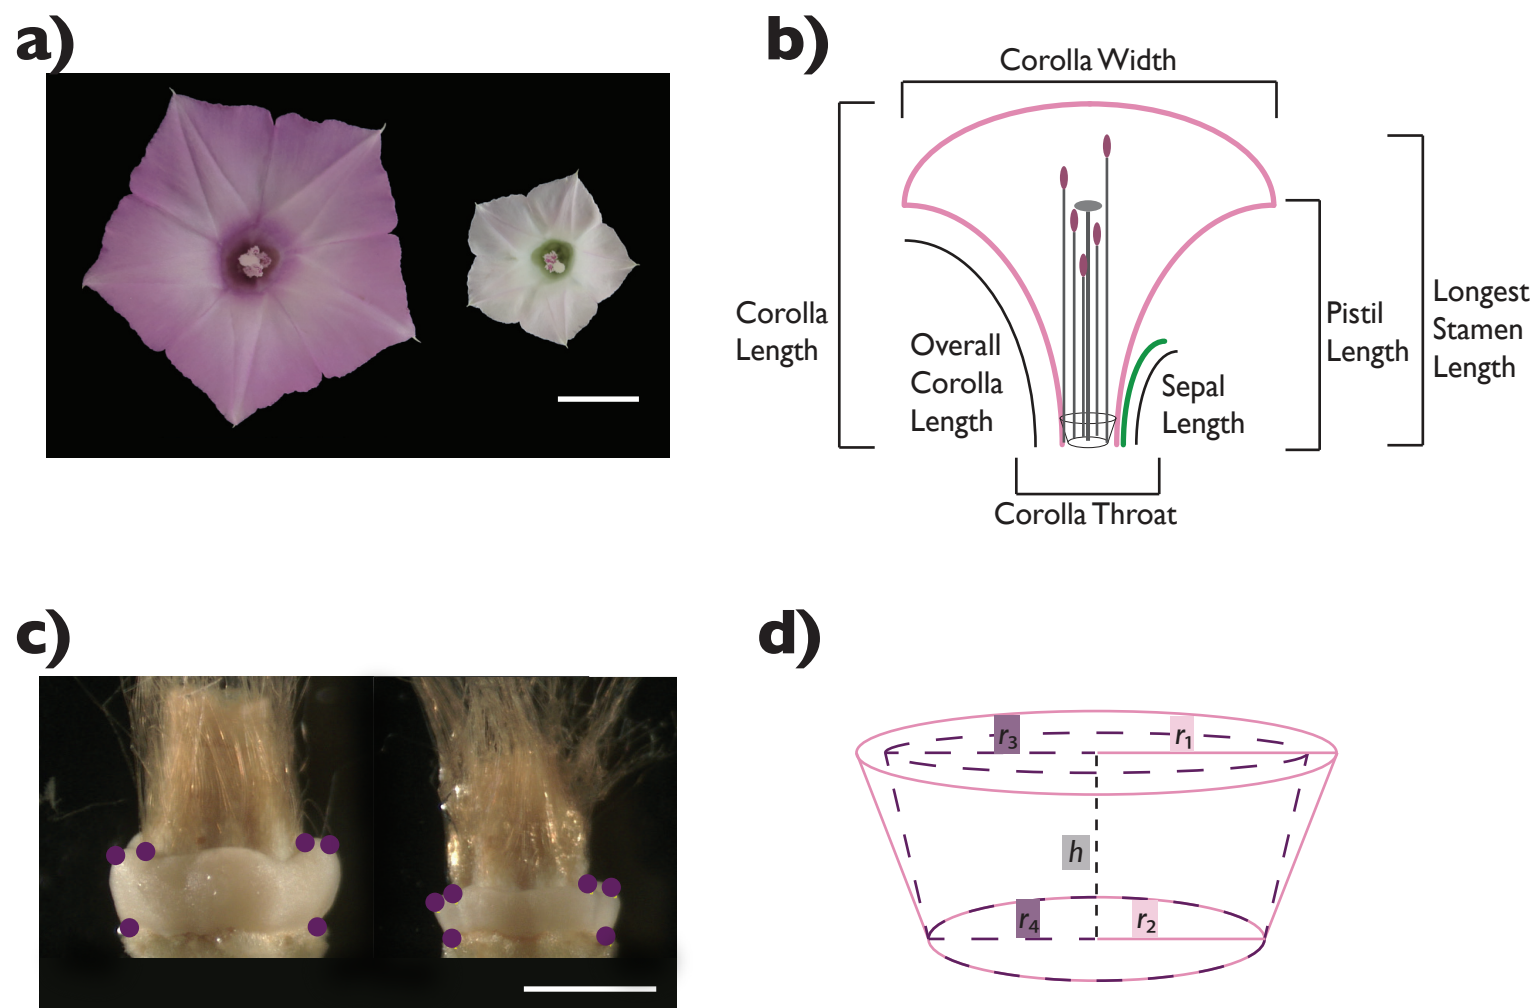 a)
b)
Corolla Width
Corolla
Length
Overall
Corolla
Length
Sepal
Length
Pistil
Length
Longest
Stamen
Length
Corolla Throat
c)
d)
r3
r1
h
r4
r2